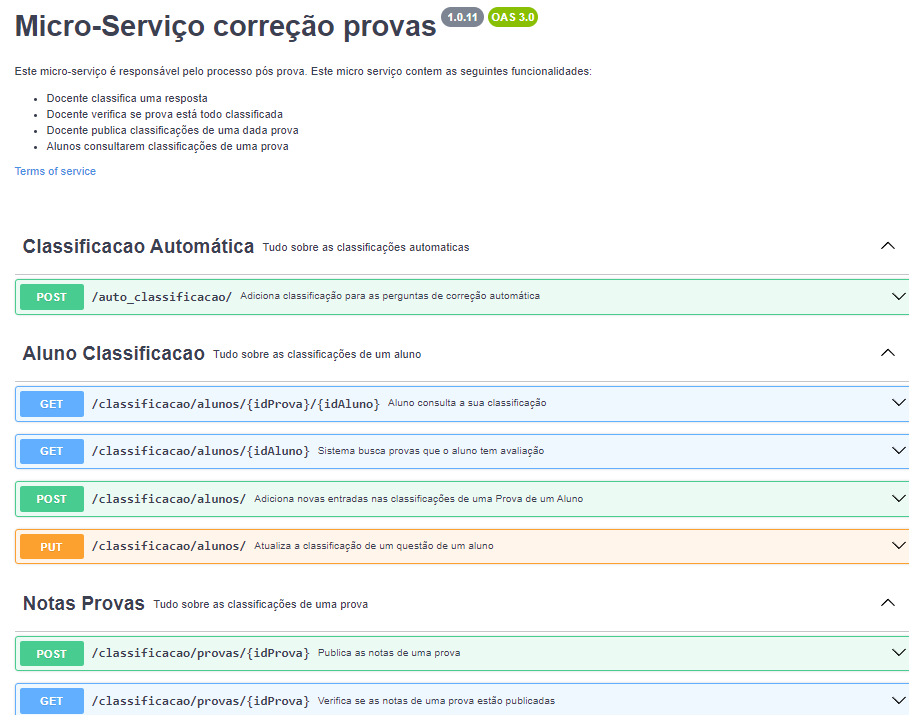 Micro-Serviço correção provas 1.0.11 OAS 3.0
Este micro-serviço é responsável pelo processo pós prova. Este micro serviço contem as seguintes funcionalidades:
• Docente classifica uma resposta
• Docente verifica se prova está todo classificada
• Docente publica classificações de uma dada prova
• Alunos consultarem classificações de uma prova
Terms of service
Classificacao Automática Tudo sobre as classificações automaticas
POST /auto_classificacao/ Adiciona classificação para as perguntas de correção automática
Aluno Classificacao Tudo sobre as classificações de um aluno
GET /classificacao/alunos/{idProva}/{idAluno} Aluno consulta a sua classificação
GET /classificacao/alunos/{idAluno} Sistema busca provas que o aluno tem avaliação
POST /classificacao/alunos/ Adiciona novas entradas nas classificações de uma Prova de um Aluno
PUT /classificacao/alunos/ Atualiza a classificação de um questão de um aluno
Notas Provas Tudo sobre as classificações de uma prova
POST /classificacao/provas/{idProva} Publica as notas de uma prova
GET /classificacao/provas/{idProva} Verifica se as notas de uma prova estão publicadas